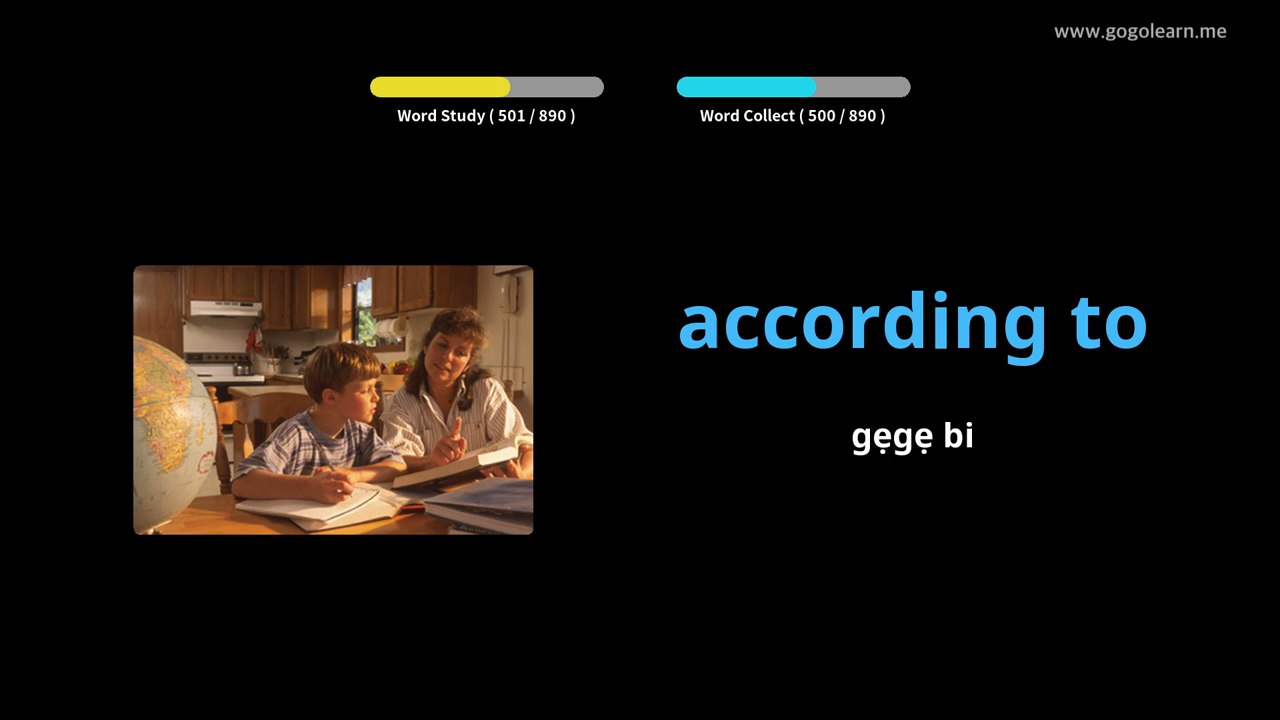 www.gogolearn.me
Word Study ( 501 / 890 )
Word Collect ( 500 / 890 )
according to
gẹgẹ bi